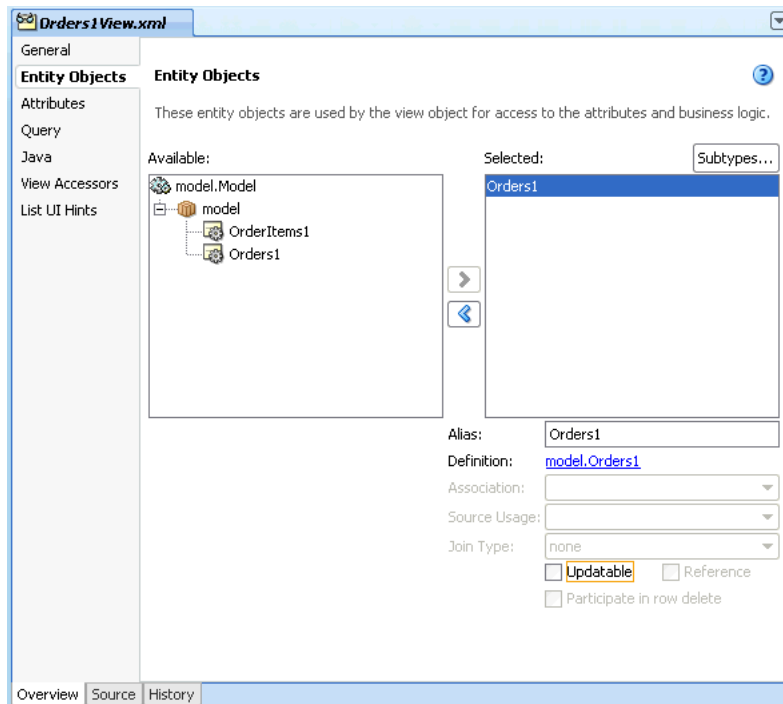 Orders1View.xml
General
Entity Objects
Attributes
Query
Java
View Accessors
List UI Hints
Entity Objects
These entity objects are used by the view object for access to the attributes and business logic.
Available:
model.Model
model
OrderItems1
Orders1
Selected:
Subtypes...
Orders1
Alias: Orders1
Definition: model.Orders1
Association:
Source Usage:
Join Type: none
Updatable Reference
Participate in row delete
Overview Source History